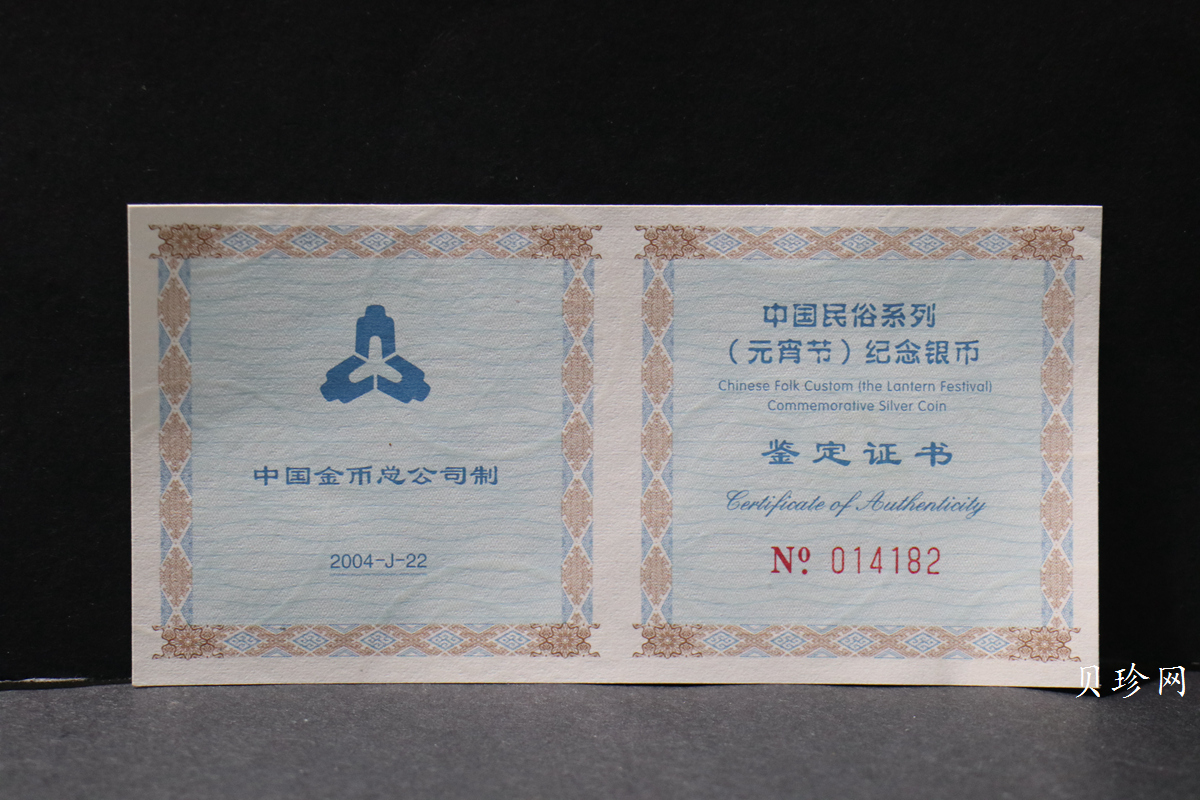 中国金币总公司制
2004-J-22
中国民俗系列
（元宵节）纪念银币
Chinese Folk Custom (the Lantern Festival)
Commemorative Silver Coin
鉴定证书
Certificate of Authenticity
Nº 014182
贝珍网